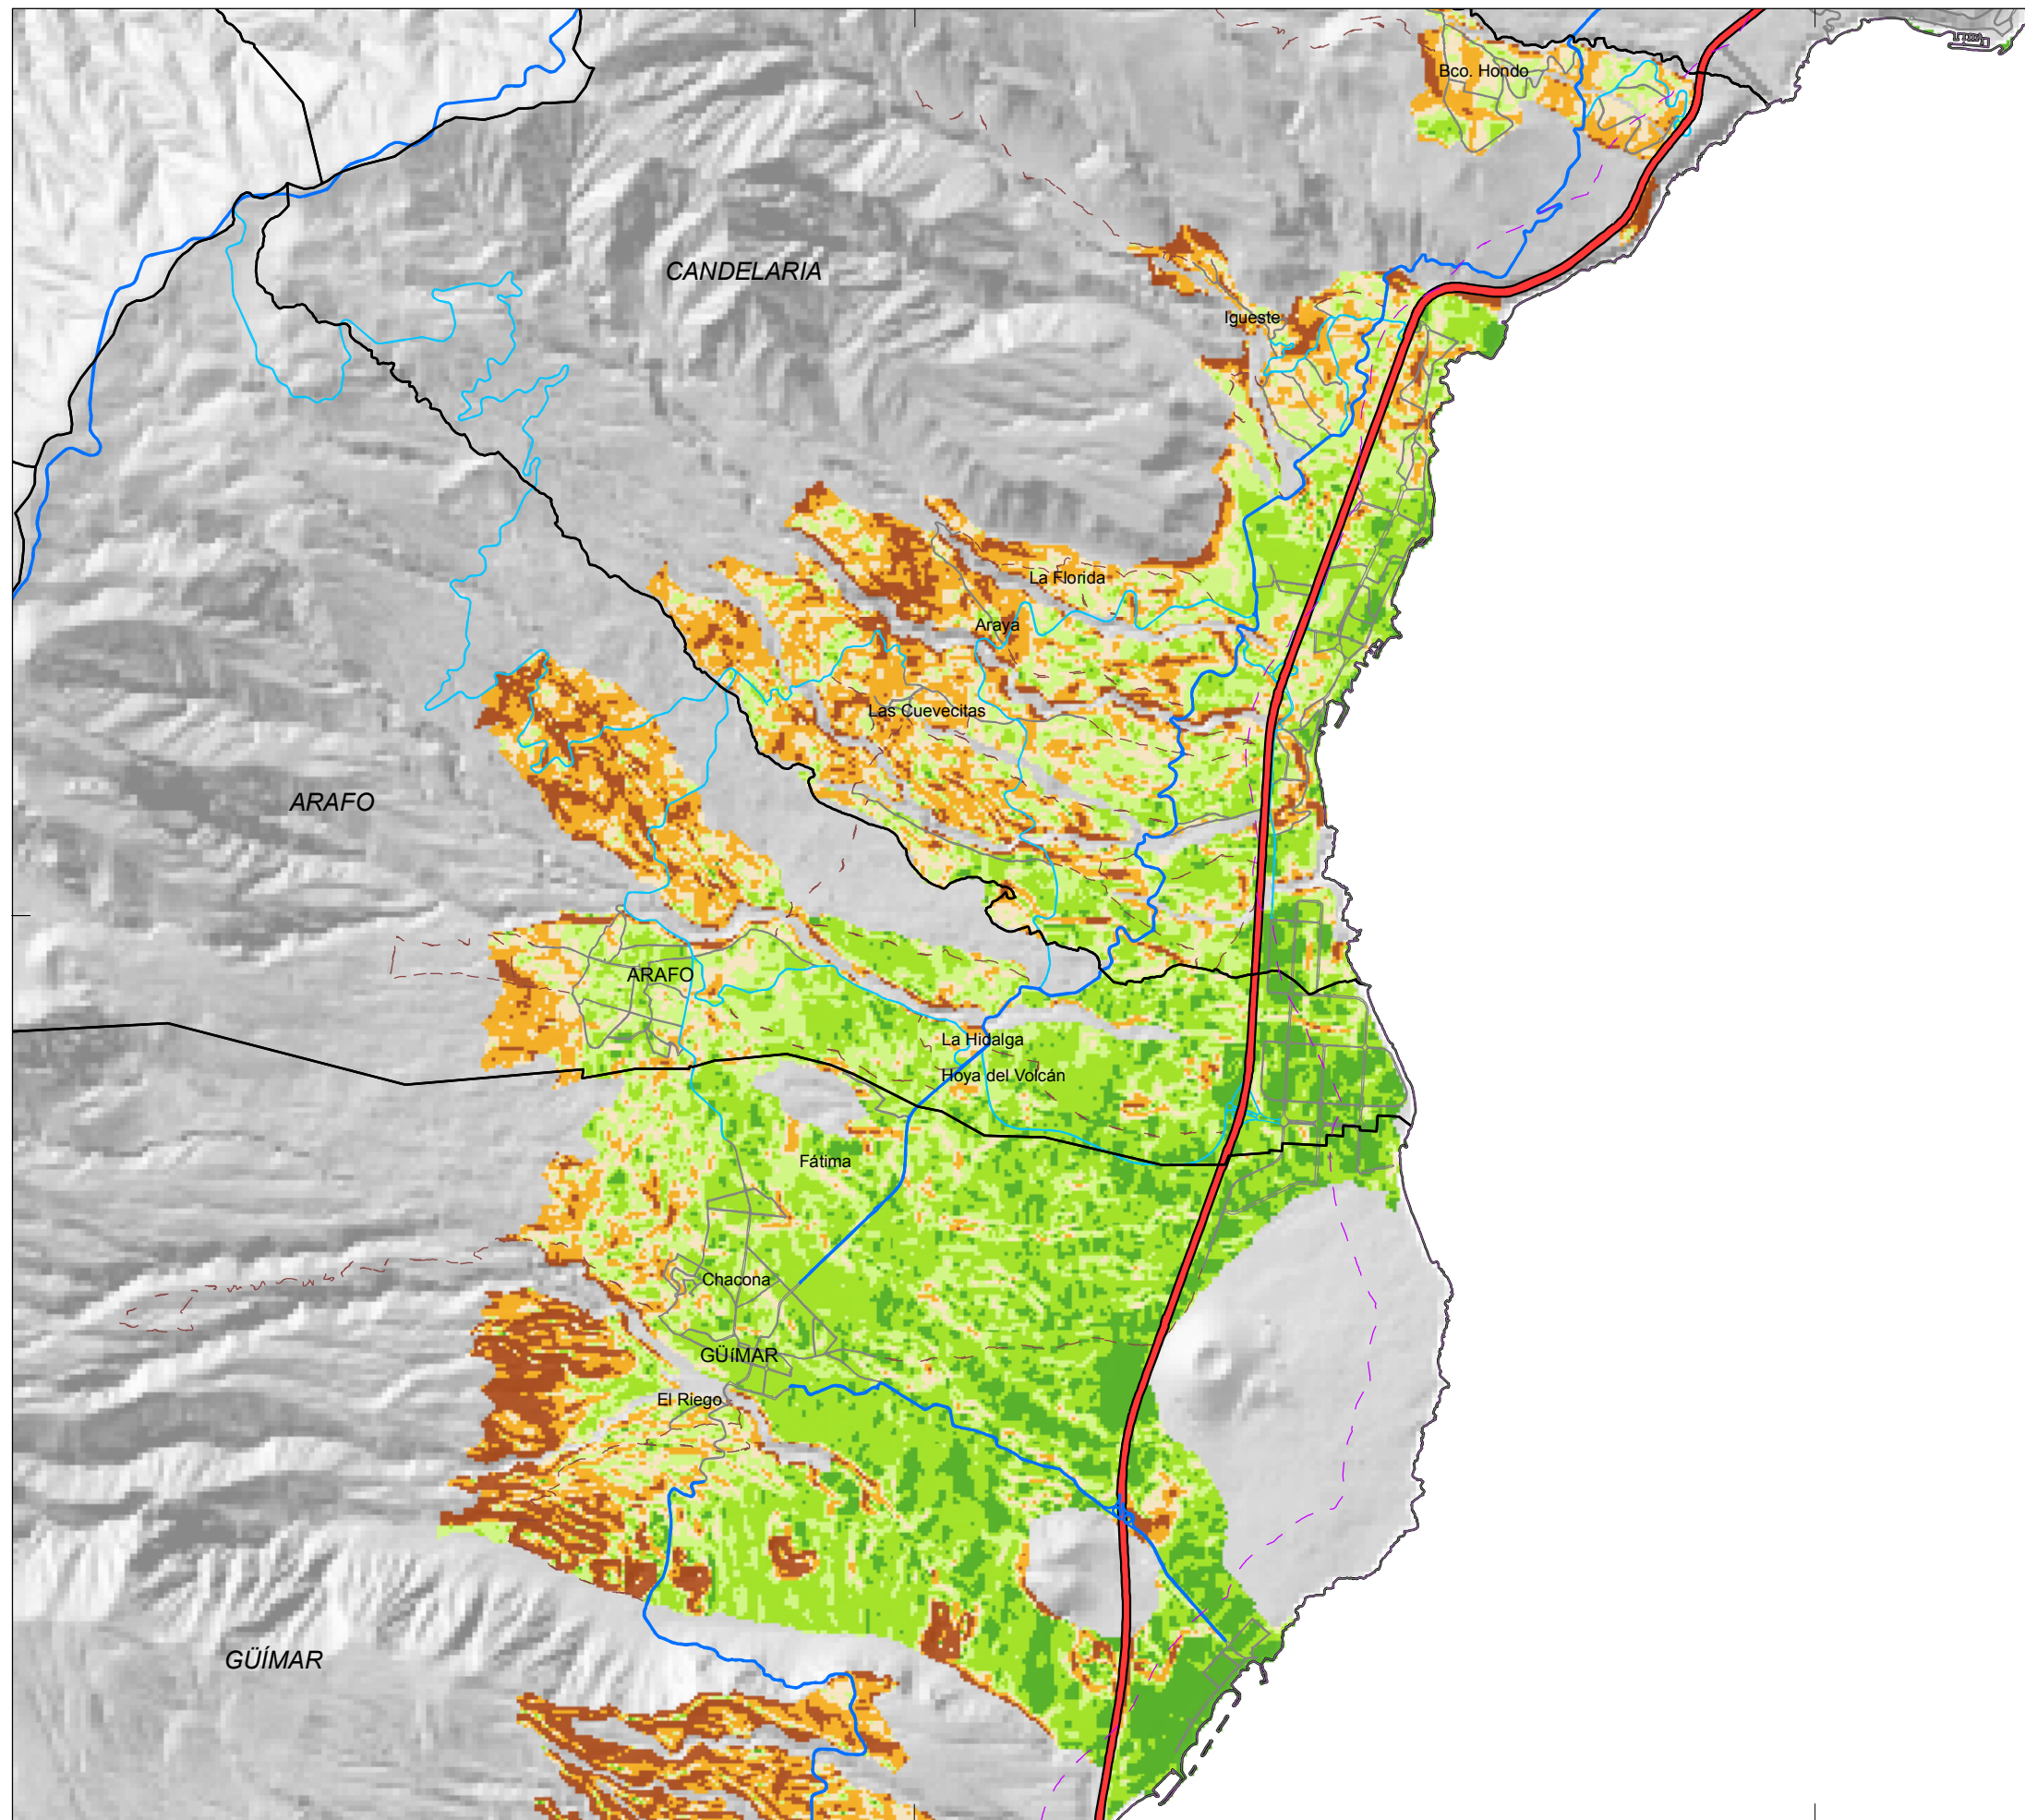 Bco. Hondo
CANDELARIA
Igueste
La Florida
Araya
Las Cuevecitas
ARAFO
ARAFO
La Hidalga
Hoya del Volcán
Fátima
Chacona
GÜíMAR
El Riego
GÜÍMAR